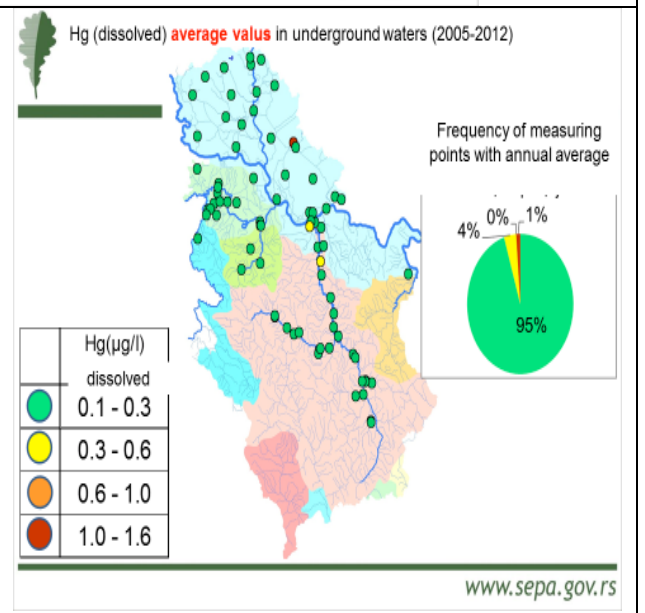 Hg (dissolved) average valus in underground waters (2005-2012)
Frequency of measuring
points with annual average
4%
0%
1%
95%
Hg(µg/l)
dissolved
0.1 - 0.3
0.3 - 0.6
0.6 - 1.0
1.0 - 1.6
www.sepa.gov.rs